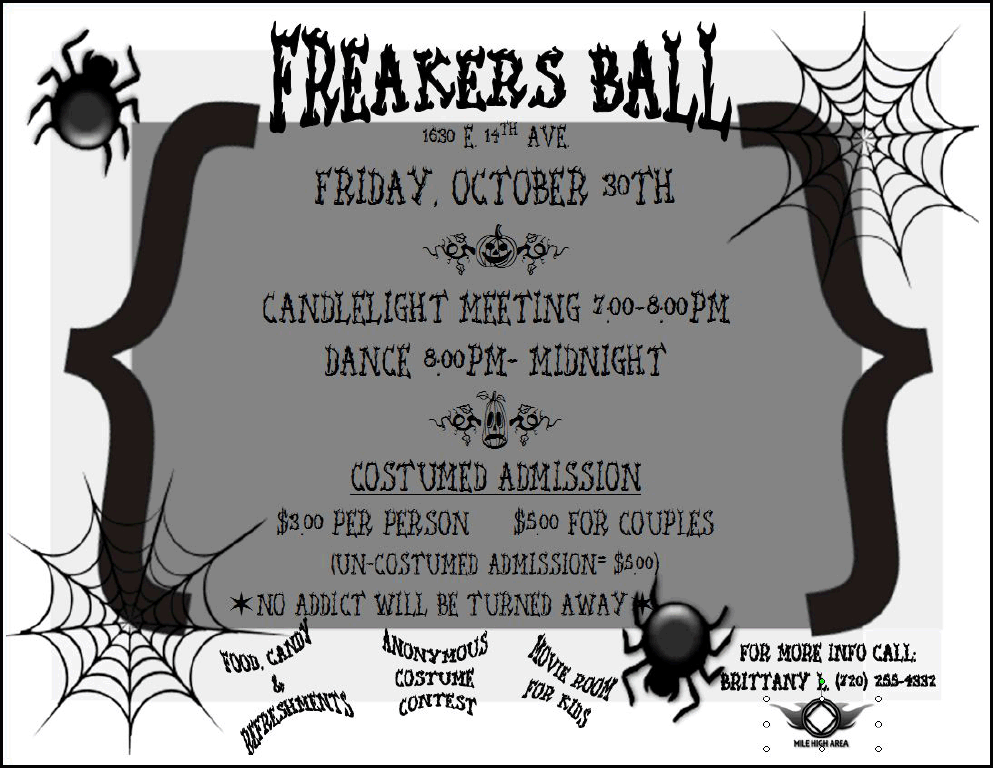 FREAKERS BALL
1630 E. 14TH AVE.
FRIDAY, OCTOBER 30TH
CANDLELIGHT MEETING 7:00-8:00PM
DANCE 8:00PM- MIDNIGHT
COSTUMED ADMISSION
$3.00 PER PERSON $5.00 FOR COUPLES
(UN-COSTUMED ADMISSION= $5.00)
*NO ADDICT WILL BE TURNED AWAY*
FOOD, CANDY
&
REFRESHMENTS
ANONYMOUS
COSTUME
CONTEST
MOVIE ROOM
FOR KIDS
FOR MORE INFO CALL:
BRITTANY (720) 255-4332
MILE HIGH AREA